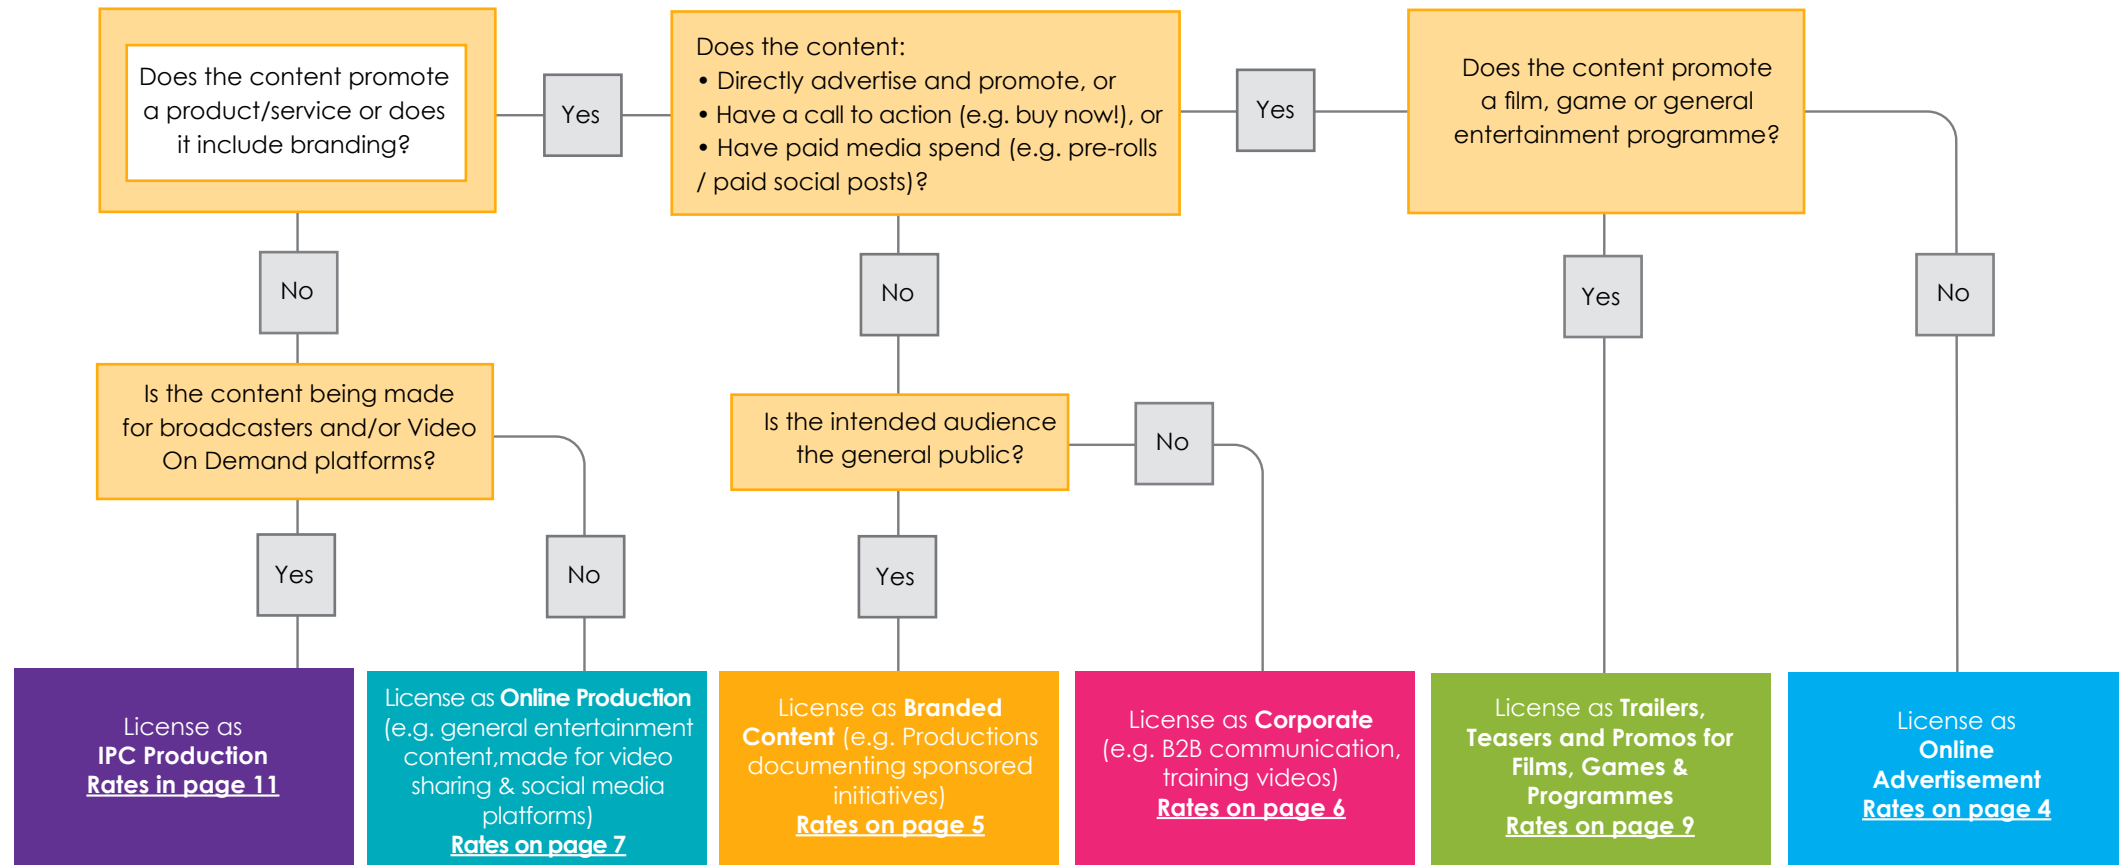 Does the content promote
a product/service or does
it include branding?
Yes
Does the content:
• Directly advertise and promote, or
• Have a call to action (e.g. buy now!), or
• Have paid media spend (e.g. pre-rolls
/ paid social posts)?
Yes
Does the content promote
a film, game or general
entertainment programme?
No
No
Yes
No
Is the content being made
for broadcasters and/or Video
On Demand platforms?
Is the intended audience
the general public?
No
Yes
No
Yes
License as
IPC Production
Rates in page 11
License as Online Production
(e.g. general entertainment
content,made for video
sharing & social media
platforms)
Rates on page 7
License as Branded
Content (e.g. Productions
documenting sponsored
initiatives)
Rates on page 5
License as Corporate
(e.g. B2B communication,
training videos)
Rates on page 6
License as Trailers,
Teasers and Promos for
Films, Games &
Programmes
Rates on page 9
License as
Online
Advertisement
Rates on page 4